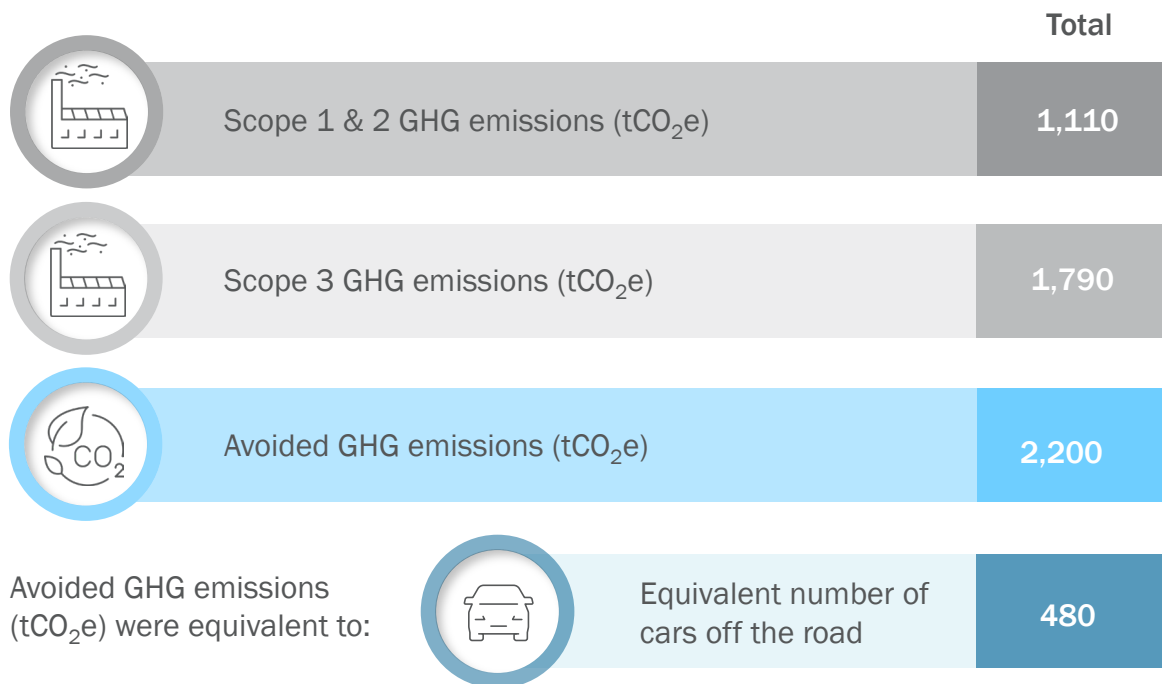 Total
Scope 1 & 2 GHG emissions (tCO₂e)
1,110
Scope 3 GHG emissions (tCO₂e)
1,790
CO₂
Avoided GHG emissions (tCO₂e)
2,200
Avoided GHG emissions
(tCO₂e) were equivalent to:
Equivalent number of
cars off the road
480